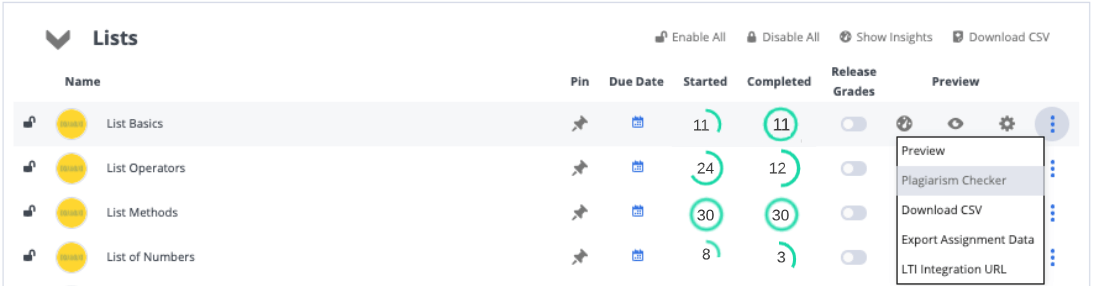 Lists
Enable All Disable All Show Insights Download CSV
Name Pin Due Date Started Completed Release Grades Preview
List Basics 11 11
Preview
List Operators 24 12
Plagiarism Checker
List Methods 30 30
Download CSV
Export Assignment Data
List of Numbers 8 3
LTI Integration URL